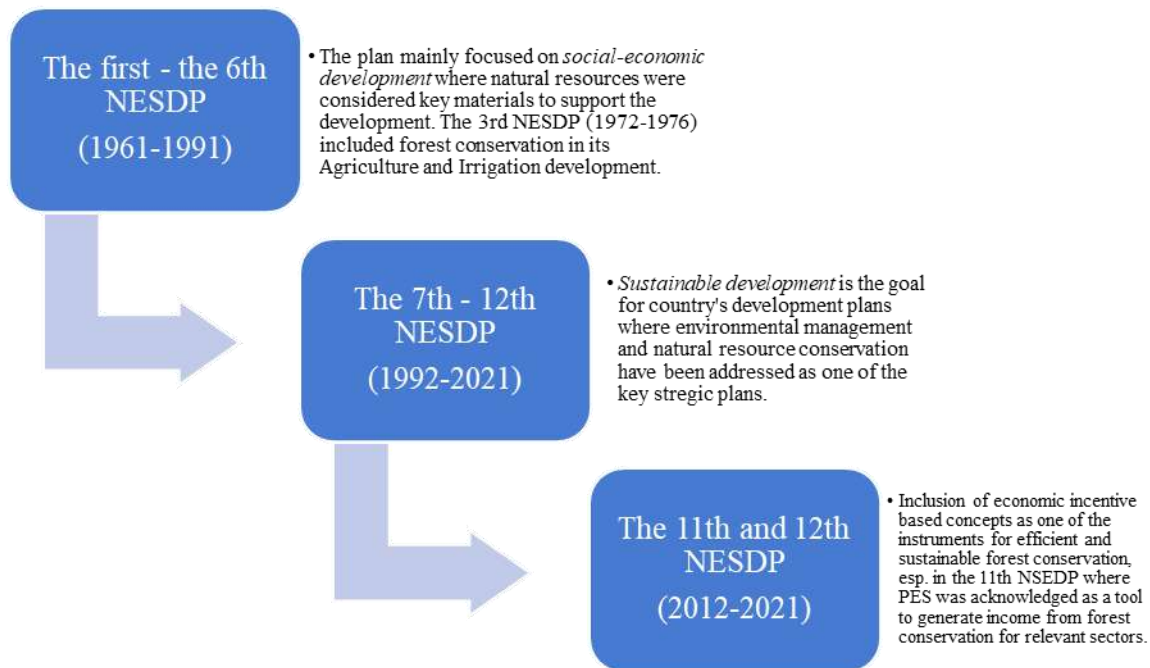 The first - the 6th
NESDP
(1961-1991)
• The plan mainly focused on social-economic
development where natural resources were
considered key materials to support the
development. The 3rd NESDP (1972-1976)
included forest conservation in its
Agriculture and Irrigation development.
The 7th - 12th
NESDP
(1992-2021)
• Sustainable development is the goal
for country's development plans
where environmental management
and natural resource conservation
have been addressed as one of the
key stregic plans.
The 11th and 12th
NESDP
(2012-2021)
• Inclusion of economic incentive
based concepts as one of the
instruments for efficient and
sustainable forest conservation,
esp. in the 11th NSEDP where
PES was acknowledged as a tool
to generate income from forest
conservation for relevant sectors.